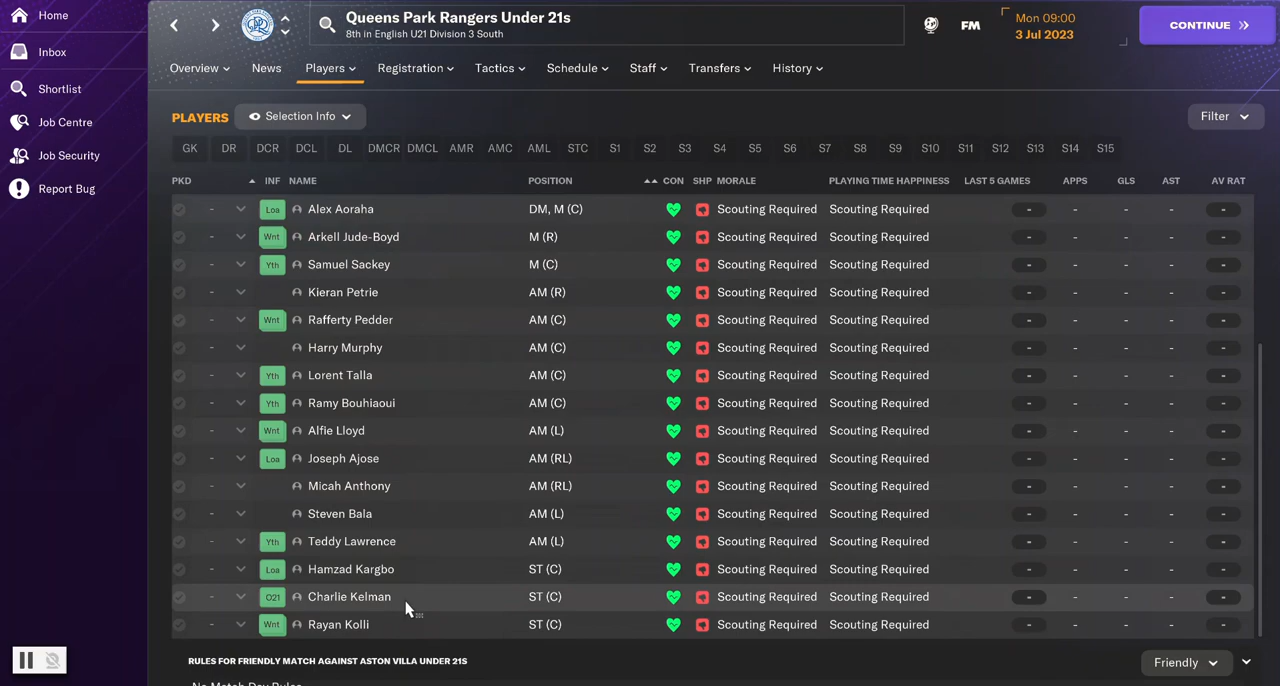 Home
Inbox
Shortlist
Job Centre
Job Security
Report Bug
Queens Park Rangers Under 21s
8th in English U21 Division 3 South
FM
Mon 09:00
3 Jul 2023
CONTINUE
Overview News Players Registration Tactics Schedule Staff Transfers History
PLAYERS Selection Info Filter
GK DR DCR DCL DL DMCR DMCL AMR AMC AML STC S1 S2 S3 S4 S5 S6 S7 S8 S9 S10 S11 S12 S13 S14 S15
PKD INF NAME POSITION CON SHP MORALE PLAYING TIME HAPPINESS LAST 5 GAMES APPS GLS AST AV RAT
- Loa Alex Aoraha DM, M (C) Scouting Required Scouting Required - - - - -
- Wnt Arkell Jude-Boyd M (R) Scouting Required Scouting Required - - - - -
- Yth Samuel Sackey M (C) Scouting Required Scouting Required - - - - -
- Kieran Petrie AM (R) Scouting Required Scouting Required - - - - -
- Wnt Rafferty Pedder AM (C) Scouting Required Scouting Required - - - - -
- Harry Murphy AM (C) Scouting Required Scouting Required - - - - -
- Yth Lorent Talla AM (C) Scouting Required Scouting Required - - - - -
- Yth Ramy Bouhiaoui AM (C) Scouting Required Scouting Required - - - - -
- Wnt Alfie Lloyd AM (L) Scouting Required Scouting Required - - - - -
- Loa Joseph Ajose AM (RL) Scouting Required Scouting Required - - - - -
- Micah Anthony AM (RL) Scouting Required Scouting Required - - - - -
- Steven Bala AM (L) Scouting Required Scouting Required - - - - -
- Yth Teddy Lawrence AM (L) Scouting Required Scouting Required - - - - -
- Loa Hamzad Kargbo ST (C) Scouting Required Scouting Required - - - - -
- O21 Charlie Kelman ST (C) Scouting Required Scouting Required - - - - -
- Wnt Rayan Kolli ST (C) Scouting Required Scouting Required - - - - -
RULES FOR FRIENDLY MATCH AGAINST ASTON VILLA UNDER 21S Friendly
No Match Day Rules